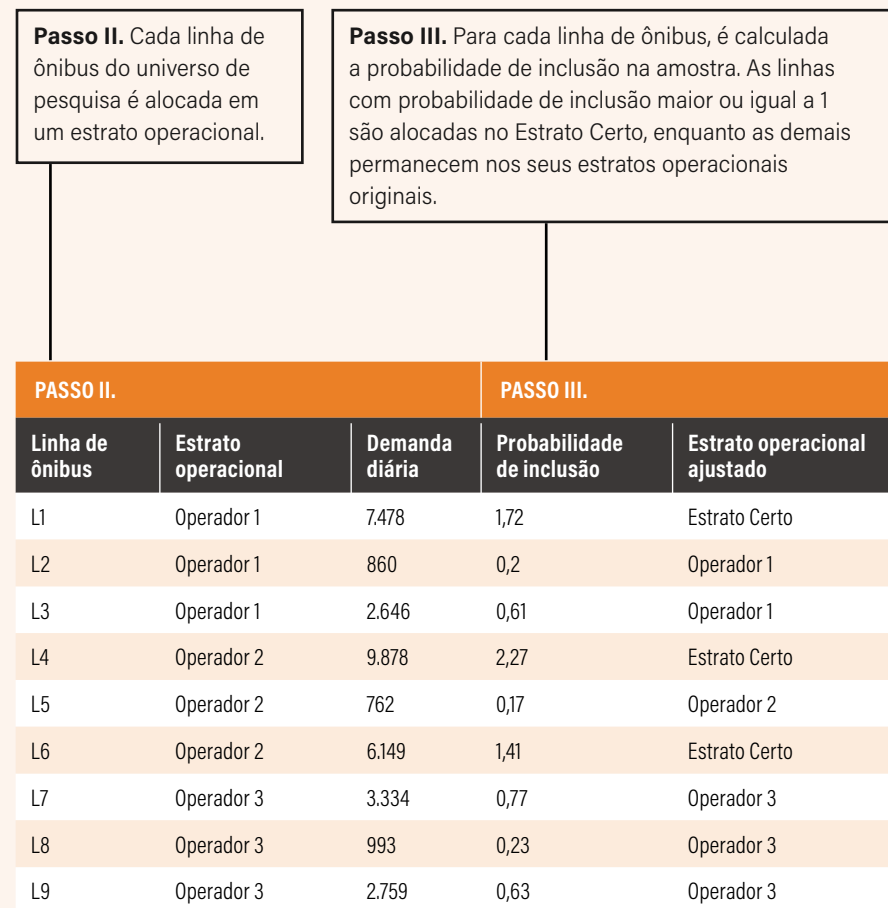 Passo II. Cada linha de
ônibus do universo de
pesquisa é alocada em
um estrato operacional.
Passo III. Para cada linha de ônibus, é calculada
a probabilidade de inclusão na amostra. As linhas
com probabilidade de inclusão maior ou igual a 1
são alocadas no Estrato Certo, enquanto as demais
permanecem nos seus estratos operacionais
originais.
PASSO II. PASSO III.
Linha de ônibus Estrato operacional Demanda diária Probabilidade de inclusão Estrato operacional ajustado
L1 Operador 1 7.478 1,72 Estrato Certo
L2 Operador 1 860 0,2 Operador 1
L3 Operador 1 2.646 0,61 Operador 1
L4 Operador 2 9.878 2,27 Estrato Certo
L5 Operador 2 762 0,17 Operador 2
L6 Operador 2 6.149 1,41 Estrato Certo
L7 Operador 3 3.334 0,77 Operador 3
L8 Operador 3 993 0,23 Operador 3
L9 Operador 3 2.759 0,63 Operador 3